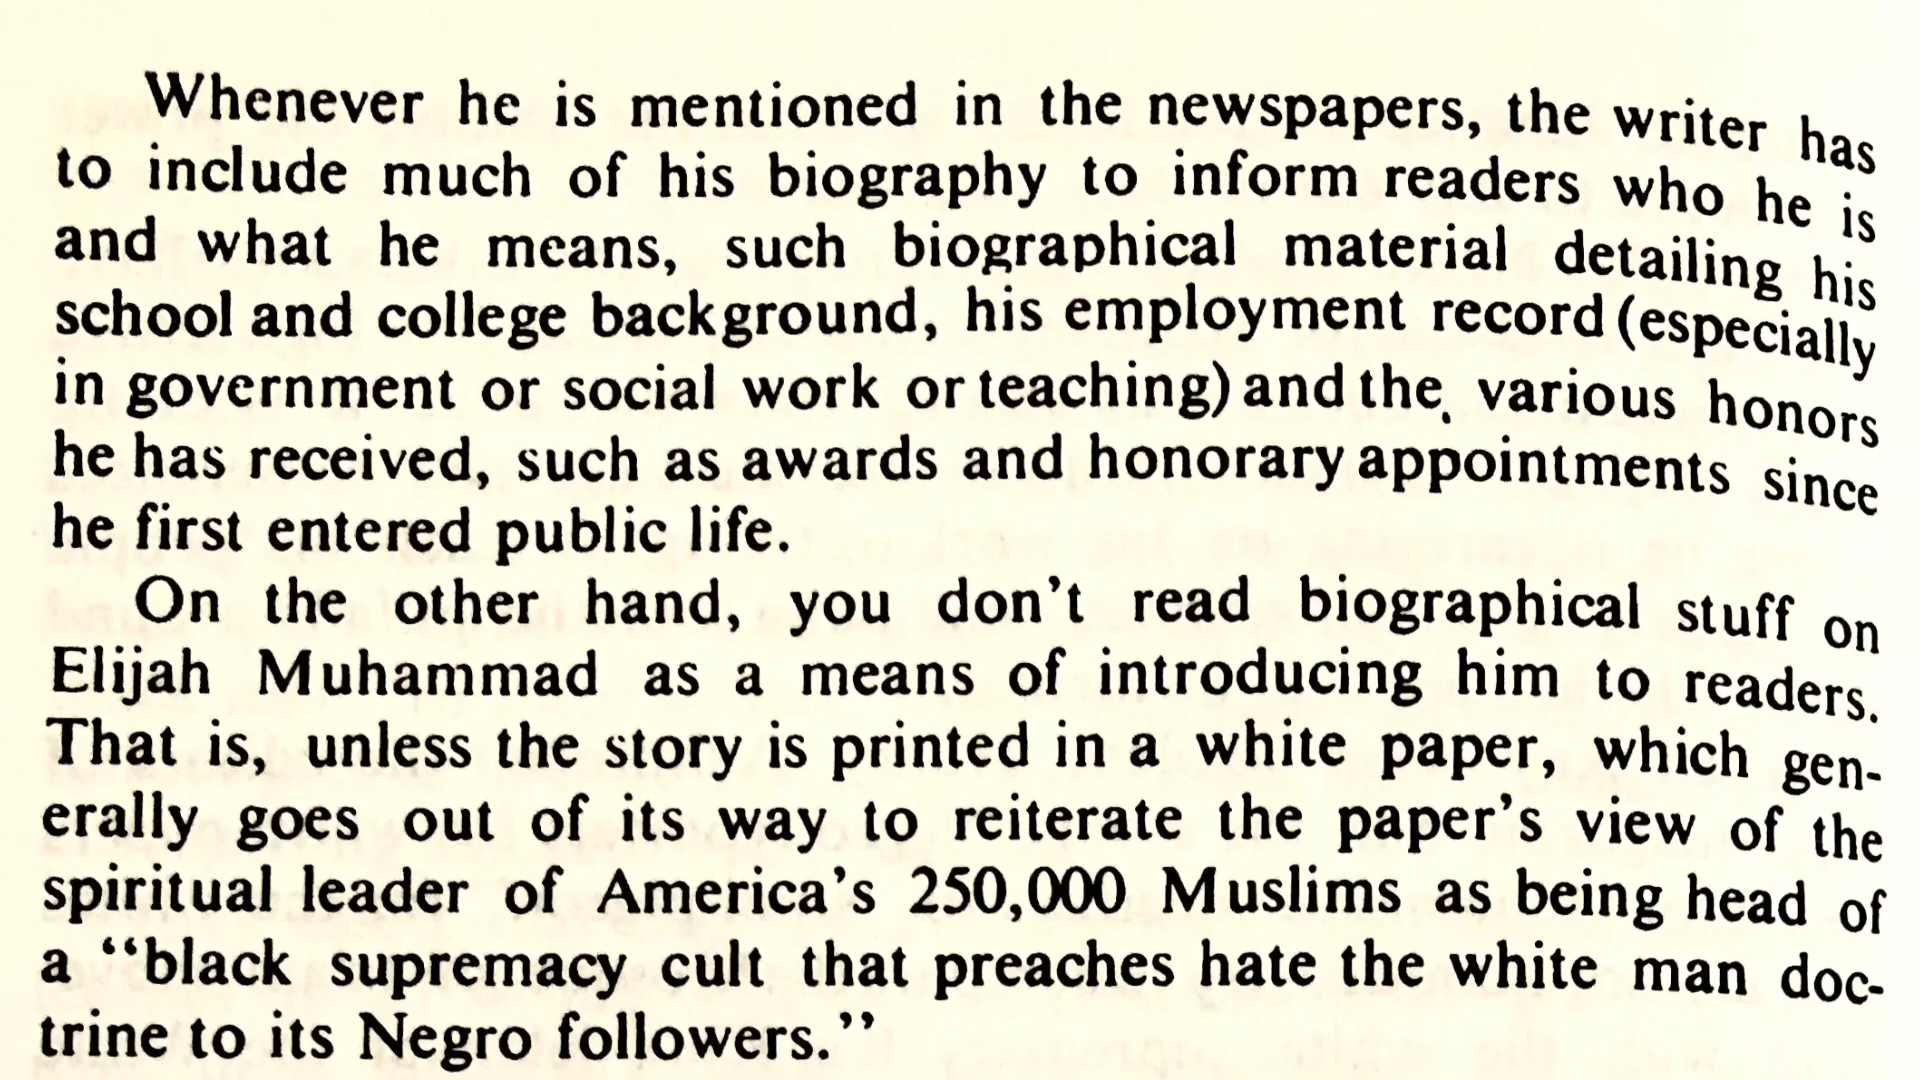 Whenever he is mentioned in the newspapers, the writer has
to include much of his biography to inform readers who he is
and what he means, such biographical material detailing his
school and college background, his employment record (especially
in government or social work or teaching) and the various honors
he has received, such as awards and honorary appointments since
he first entered public life.
On the other hand, you don't read biographical stuff on
Elijah Muhammad as a means of introducing him to readers.
That is, unless the story is printed in a white paper, which gen-
erally goes out of its way to reiterate the paper's view of the
spiritual leader of America's 250,000 Muslims as being head of
a “black supremacy cult that preaches hate the white man doc-
trine to its Negro followers.”